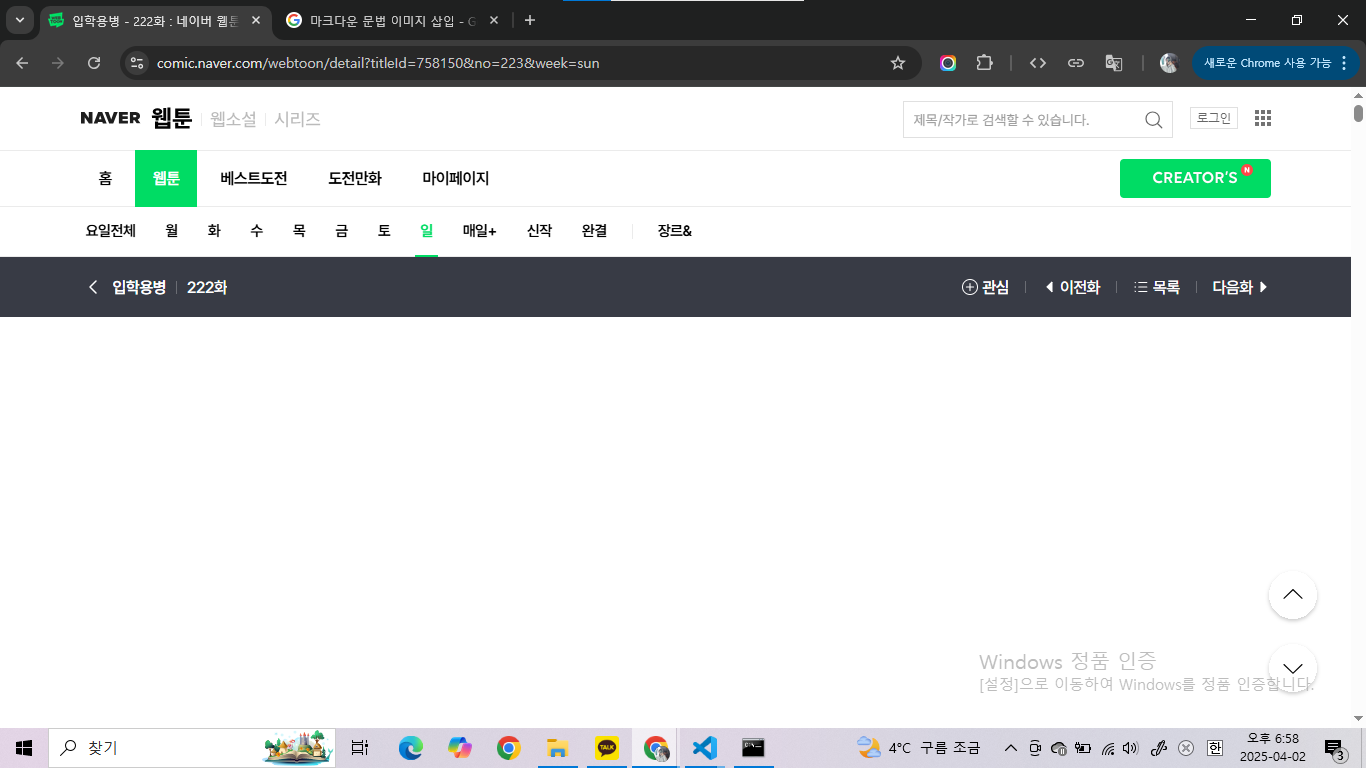 입학용병 - 222화 : 네이버 웹툰
마크다운 문법 이미지 삽입 - G
comic.naver.com/webtoon/detail?titleId=758150&no=223&week=sun
새로운 Chrome 사용 가능
NAVER 웹툰 웹소설 시리즈
제목/작가로 검색할 수 있습니다.
로그인
홈 웹툰 베스트도전 도전만화 마이페이지
CREATOR'S N
요일전체 월 화 수 목 금 토 일 매일+ 신작 완결 장르&
입학용병 222화
관심 이전화 목록 다음화
Windows 정품 인증
[설정]으로 이동하여 Windows를 정품 인증합니다.
찾기
TALK
4°C 구름 조금
한
오후 6:58
2025-04-02
3